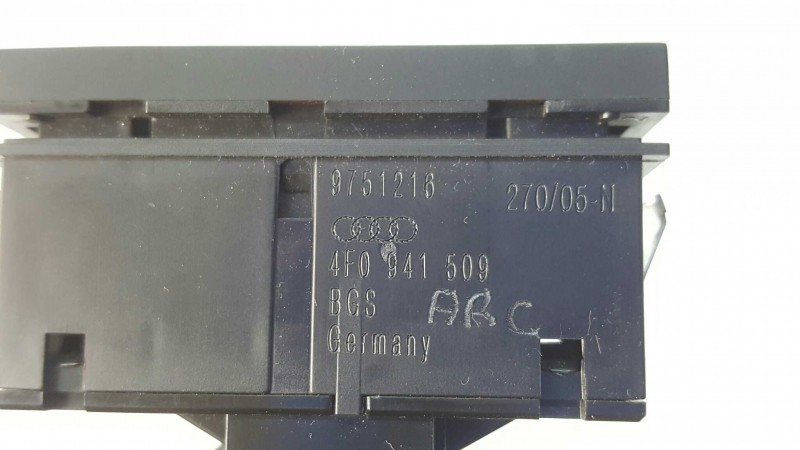 9751216
270/05-N
4F0 941 509
BGS
ABC
Germany